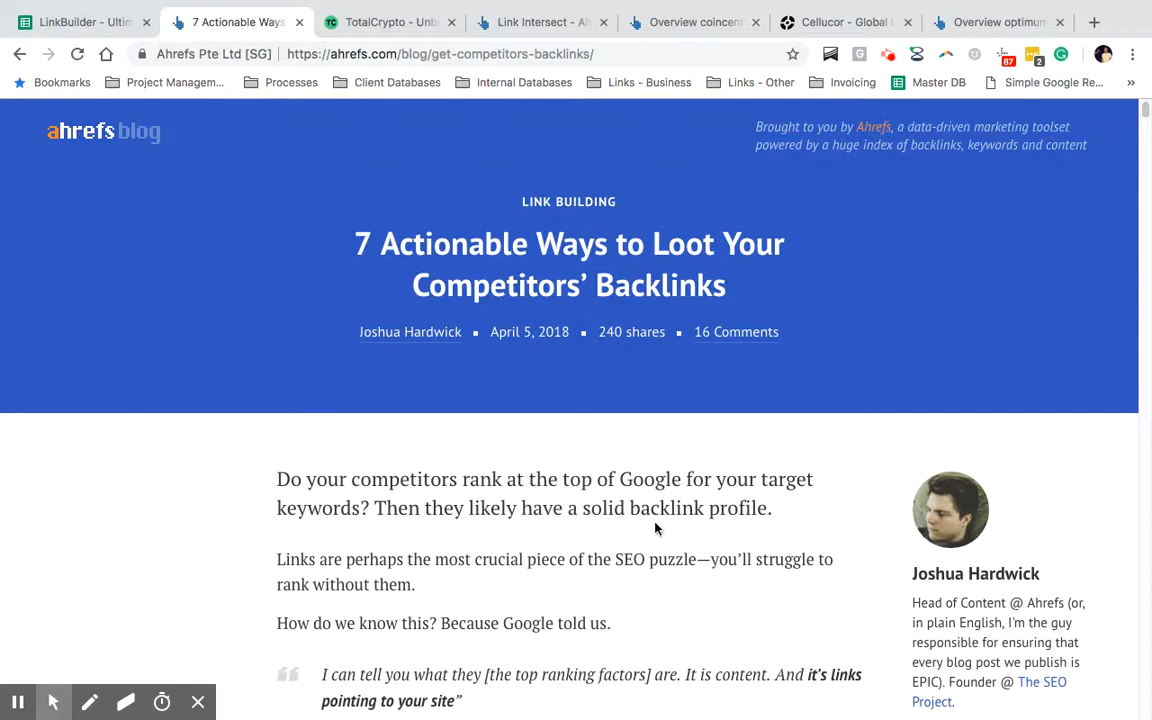 LinkBuilder - Ultim
7 Actionable Ways
TotalCrypto - Unb
Link Intersect - Ah
Overview coincent
Cellucor - Global L
Overview optimum
Ahrefs Pte Ltd [SG]
https://ahrefs.com/blog/get-competitors-backlinks/
87
2
Bookmarks
Project Managem...
Processes
Client Databases
Internal Databases
Links - Business
Links - Other
Invoicing
Master DB
Simple Google Re...
»
ahrefs blog
Brought to you by Ahrefs, a data-driven marketing toolset
powered by a huge index of backlinks, keywords and content
LINK BUILDING
7 Actionable Ways to Loot Your
Competitors’ Backlinks
Joshua Hardwick ▪ April 5, 2018 ▪ 240 shares ▪ 16 Comments
Do your competitors rank at the top of Google for your target
keywords? Then they likely have a solid backlink profile.
Links are perhaps the most crucial piece of the SEO puzzle—you’ll struggle to
rank without them.
How do we know this? Because Google told us.
I can tell you what they [the top ranking factors] are. It is content. And it’s links
pointing to your site”
Joshua Hardwick
Head of Content @ Ahrefs (or,
in plain English, I'm the guy
responsible for ensuring that
every blog post we publish is
EPIC). Founder @ The SEO
Project.